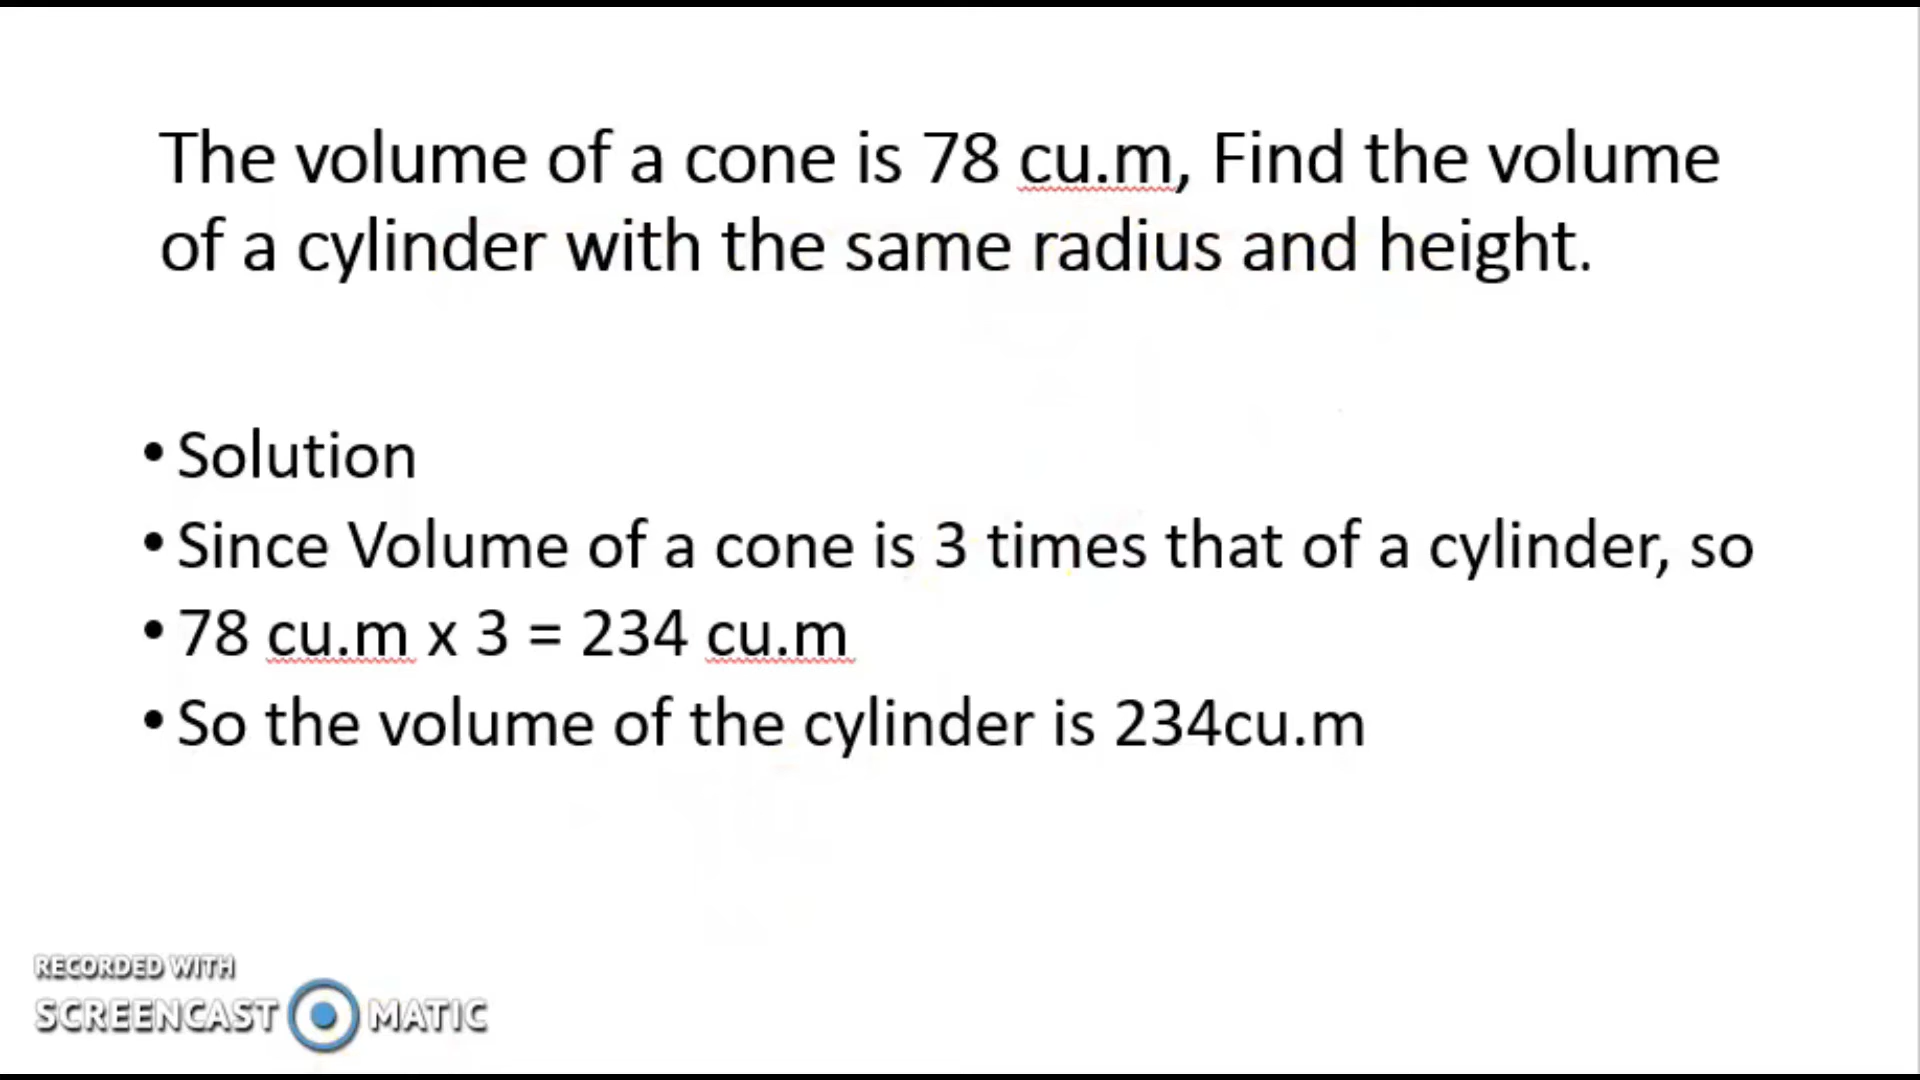 The volume of a cone is 78 cu.m, Find the volume
of a cylinder with the same radius and height.
• Solution
• Since Volume of a cone is 3 times that of a cylinder, so
• 78 cu.m x 3 = 234 cu.m
• So the volume of the cylinder is 234cu.m
RECORDED WITH
SCREENCAST MATIC